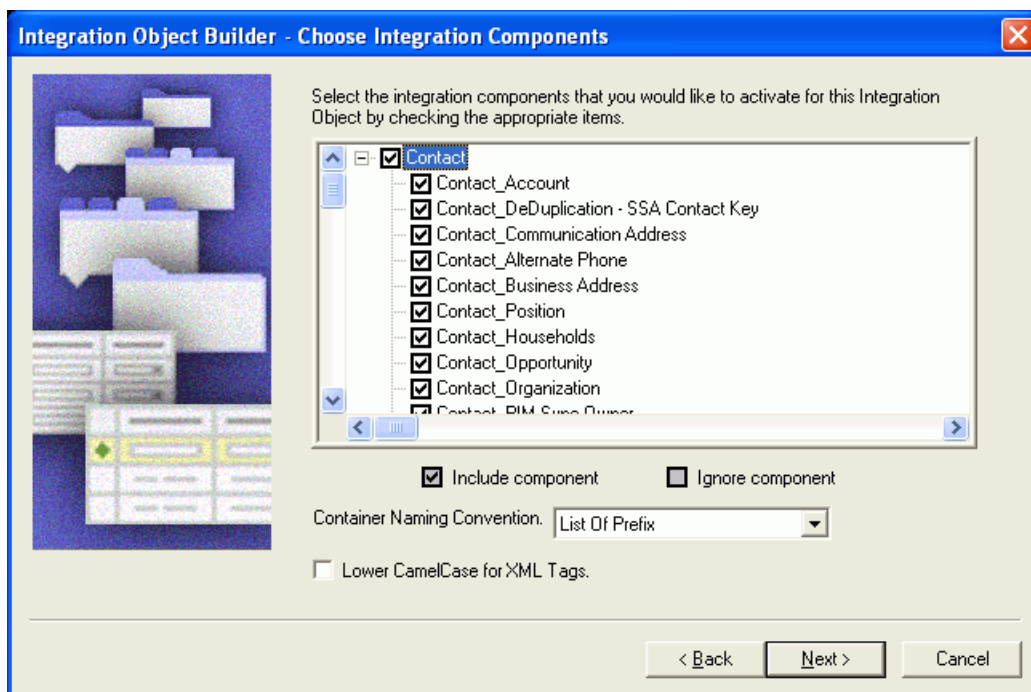 Integration Object Builder - Choose Integration Components
Select the integration components that you would like to activate for this Integration
Object by checking the appropriate items.
Contact
Contact_Account
Contact_DeDuplication - SSA Contact Key
Contact_Communication Address
Contact_Alternate Phone
Contact_Business Address
Contact_Position
Contact_Households
Contact_Opportunity
Contact_Organization
Contact_PIM Sync Owner
Include component
Ignore component
Container Naming Convention.
List Of Prefix
Lower CamelCase for XML Tags.
< Back
Next >
Cancel